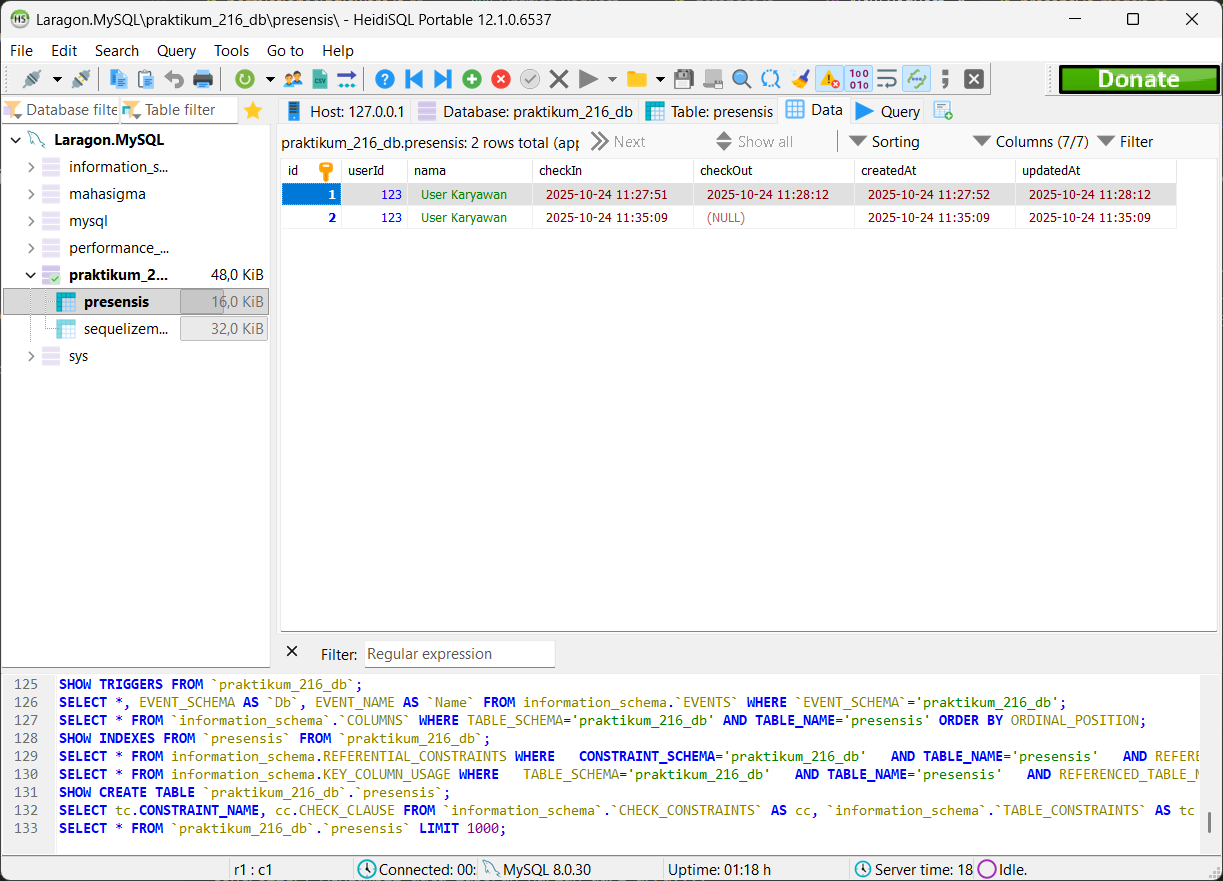 Laragon.MySQL\praktikum_216_db\presensis\ - HeidiSQL Portable 12.1.0.6537
File Edit Search Query Tools Go to Help
Donate
Database filte Table filter Host: 127.0.0.1 Database: praktikum_216_db Table: presensis Data Query
praktikum_216_db.presensis: 2 rows total (app Next Show all Sorting Columns (7/7) Filter
Laragon.MySQL
information_s...
mahasigma
mysql
performance_...
praktikum_2... 48,0 KiB
presensis 16,0 KiB
sequelizem... 32,0 KiB
sys
id userId nama checkIn checkOut createdAt updatedAt
1 123 User Karyawan 2025-10-24 11:27:51 2025-10-24 11:28:12 2025-10-24 11:27:52 2025-10-24 11:28:12
2 123 User Karyawan 2025-10-24 11:35:09 (NULL) 2025-10-24 11:35:09 2025-10-24 11:35:09
Filter: Regular expression
125 SHOW TRIGGERS FROM `praktikum_216_db`;
126 SELECT *, EVENT_SCHEMA AS `Db`, EVENT_NAME AS `Name` FROM information_schema.`EVENTS` WHERE `EVENT_SCHEMA`='praktikum_216_db';
127 SELECT * FROM `information_schema`.`COLUMNS` WHERE TABLE_SCHEMA='praktikum_216_db' AND TABLE_NAME='presensis' ORDER BY ORDINAL_POSITION;
128 SHOW INDEXES FROM `presensis` FROM `praktikum_216_db`;
129 SELECT * FROM information_schema.REFERENTIAL_CONSTRAINTS WHERE CONSTRAINT_SCHEMA='praktikum_216_db' AND TABLE_NAME='presensis' AND REFERE
130 SELECT * FROM information_schema.KEY_COLUMN_USAGE WHERE TABLE_SCHEMA='praktikum_216_db' AND TABLE_NAME='presensis' AND REFERENCED_TABLE_N
131 SHOW CREATE TABLE `praktikum_216_db`.`presensis`;
132 SELECT tc.CONSTRAINT_NAME, cc.CHECK_CLAUSE FROM `information_schema`.`CHECK_CONSTRAINTS` AS cc, `information_schema`.`TABLE_CONSTRAINTS` AS tc
133 SELECT * FROM `praktikum_216_db`.`presensis` LIMIT 1000;
r1 : c1 Connected: 00: MySQL 8.0.30 Uptime: 01:18 h Server time: 18 Idle.